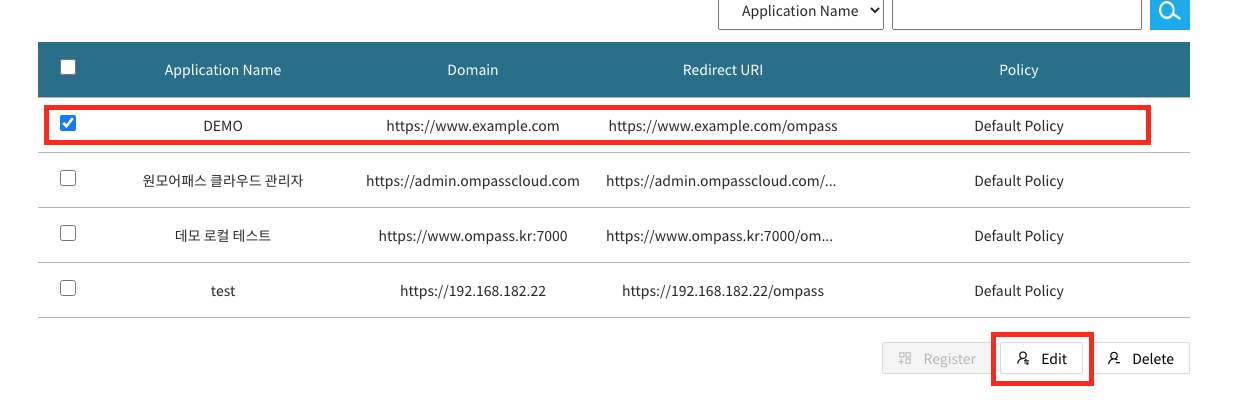 Application Name
Application Name Domain Redirect URI Policy
DEMO https://www.example.com https://www.example.com/ompass Default Policy
원모어패스 클라우드 관리자 https://admin.ompasscloud.com https://admin.ompasscloud.com/... Default Policy
데모 로컬 테스트 https://www.ompass.kr:7000 https://www.ompass.kr:7000/om... Default Policy
test https://192.168.182.22 https://192.168.182.22/ompass Default Policy
Register Edit Delete